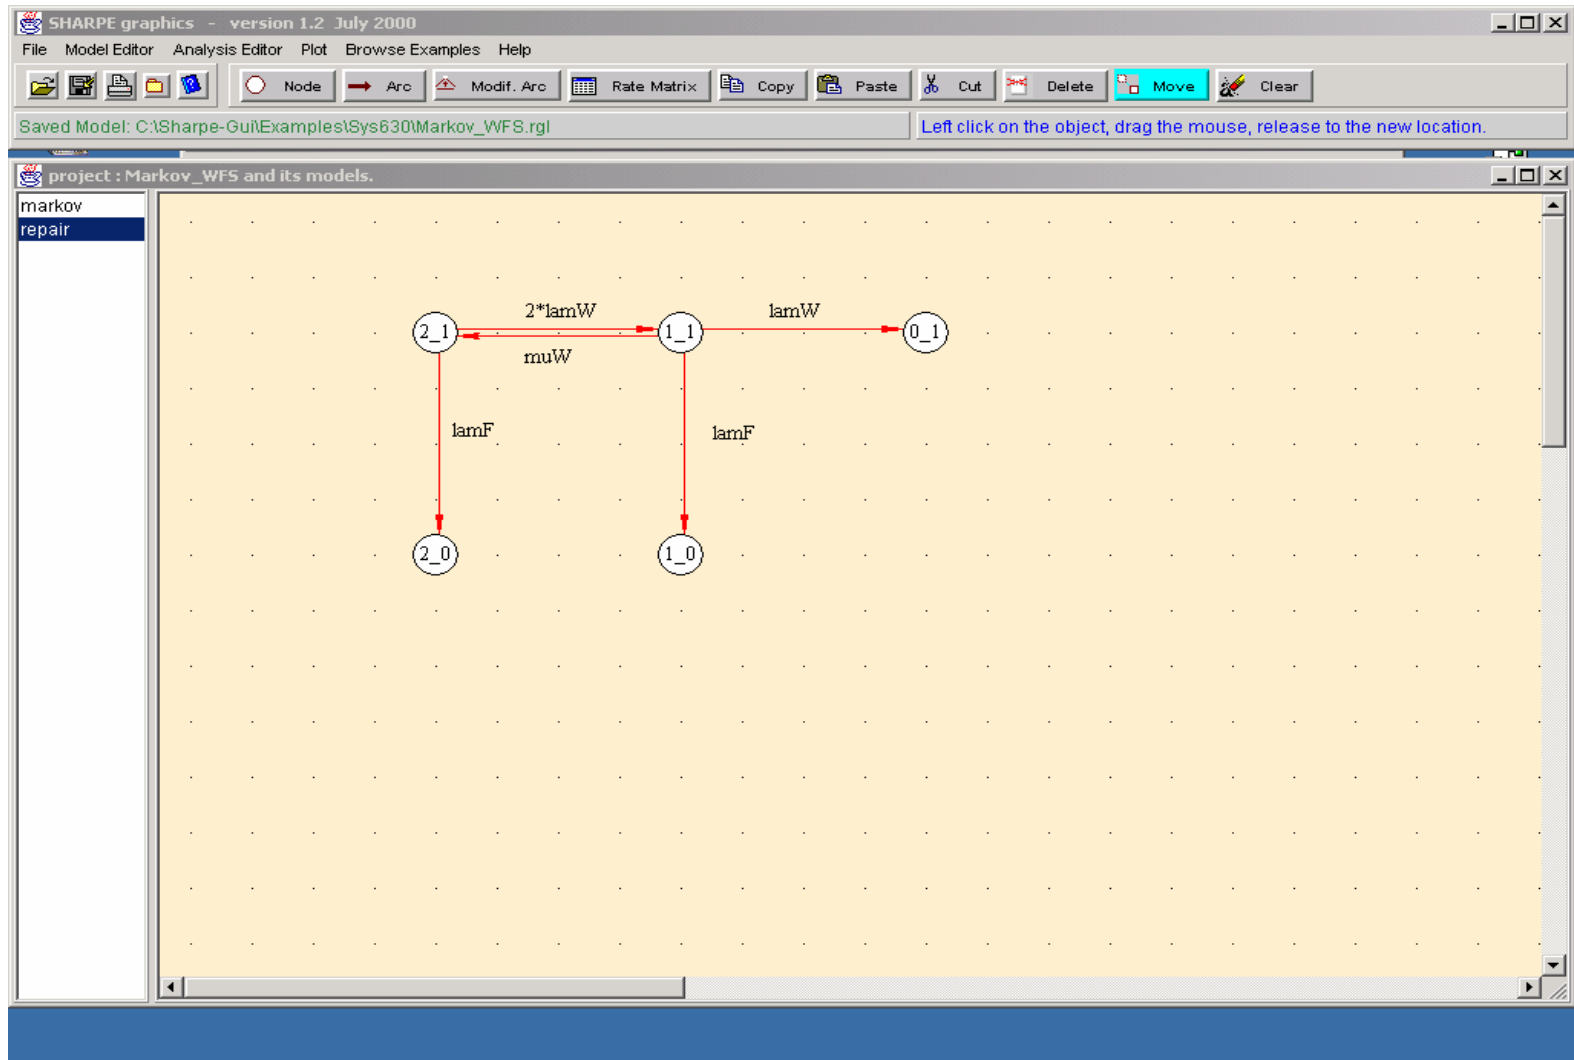 SHARPE graphics - version 1.2 July 2000
File Model Editor Analysis Editor Plot Browse Examples Help
Node Arc Modif. Arc Rate Matrix Copy Paste Cut Delete Move Clear
Saved Model: C:\Sharpe-Gui\Examples\Sys630\Markov_WFS.rgl Left click on the object, drag the mouse, release to the new location.
project : Markov_WFS and its models.
markov
repair
2*lamW lamW
2_1 1_1 0_1
muW
lamF lamF
2_0 1_0